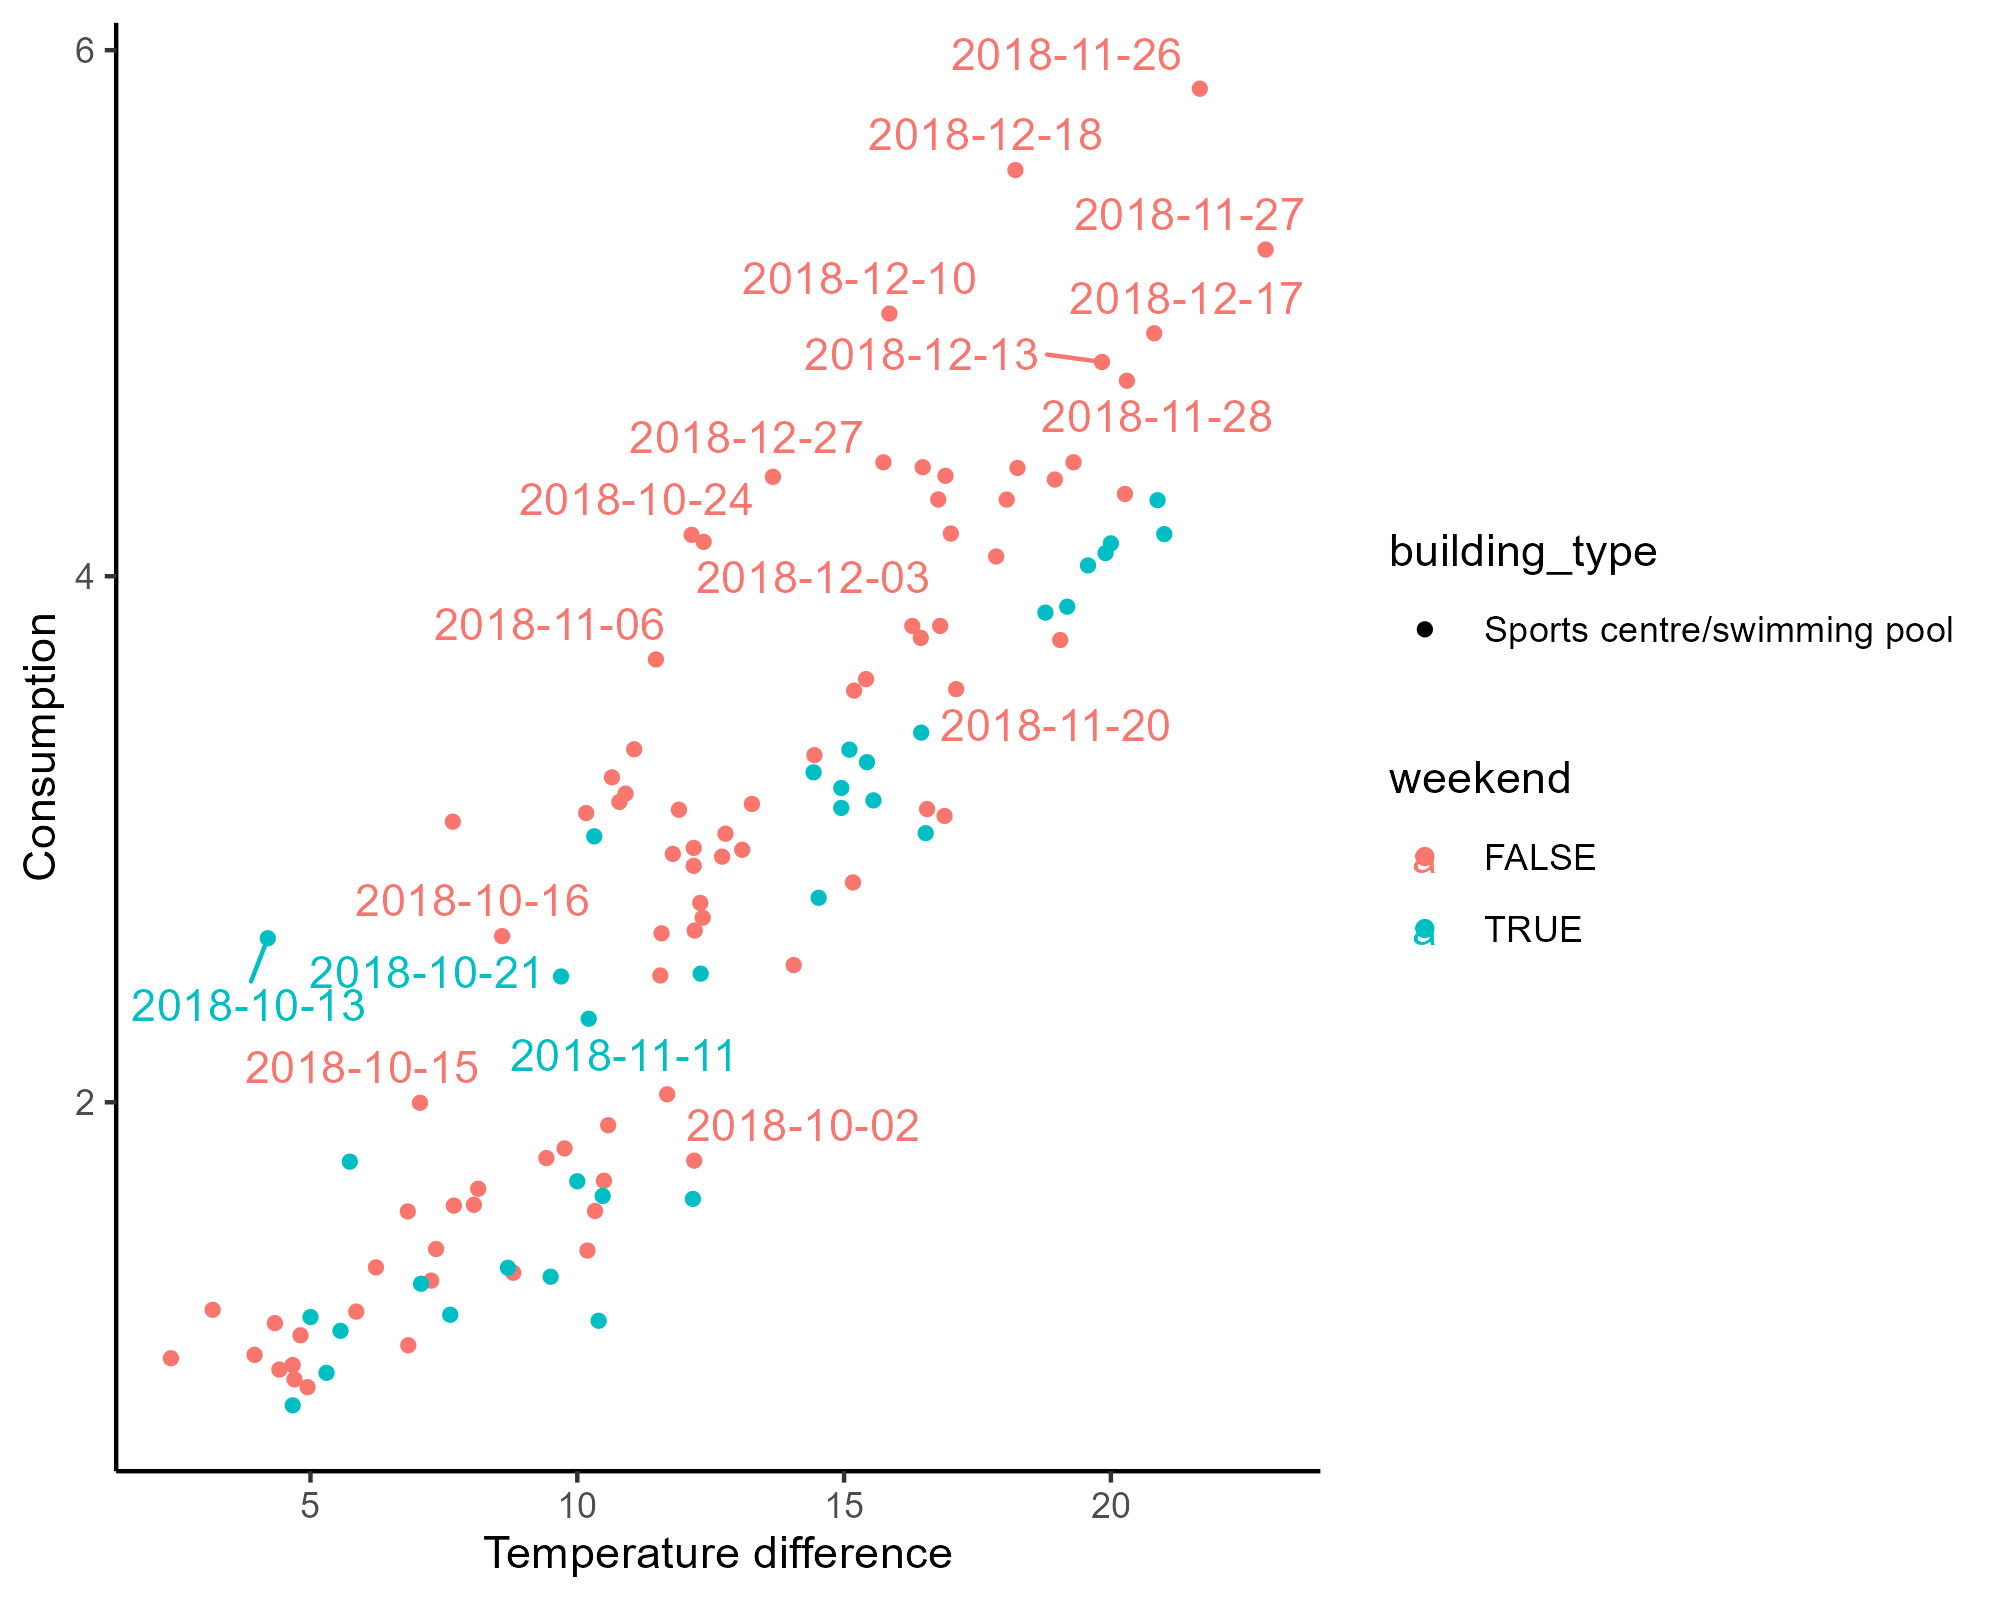 6
2018-11-26
2018-12-18
2018-11-27
2018-12-10
2018-12-17
2018-12-13
2018-11-28
2018-12-27
2018-10-24
4
2018-12-03
2018-11-06
2018-11-20
2018-10-16
2018-10-21
2018-10-13
2018-11-11
2018-10-15
2
2018-10-02
5 10 15 20
Temperature difference
Consumption
building_type
Sports centre/swimming pool
weekend
a FALSE
a TRUE